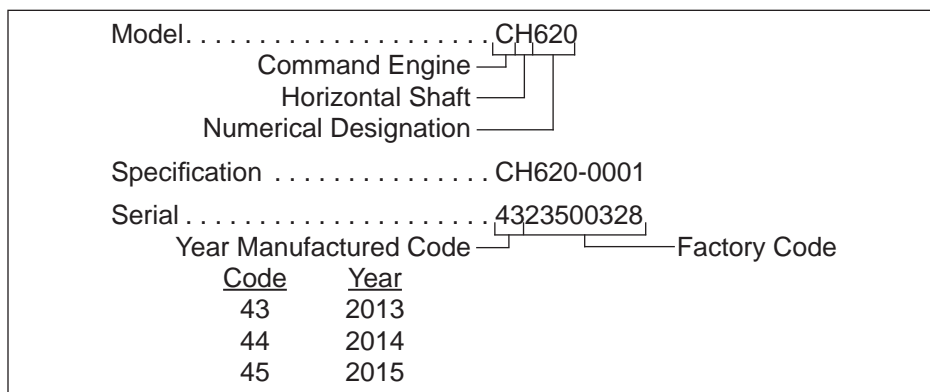 Model. . . . . . . . . . . . . . . . . . . . . CH620
Command Engine
Horizontal Shaft
Numerical Designation
Specification . . . . . . . . . . . . . . . CH620-0001
Serial . . . . . . . . . . . . . . . . . . . . . 4323500328
Year Manufactured Code Factory Code
Code Year
43 2013
44 2014
45 2015